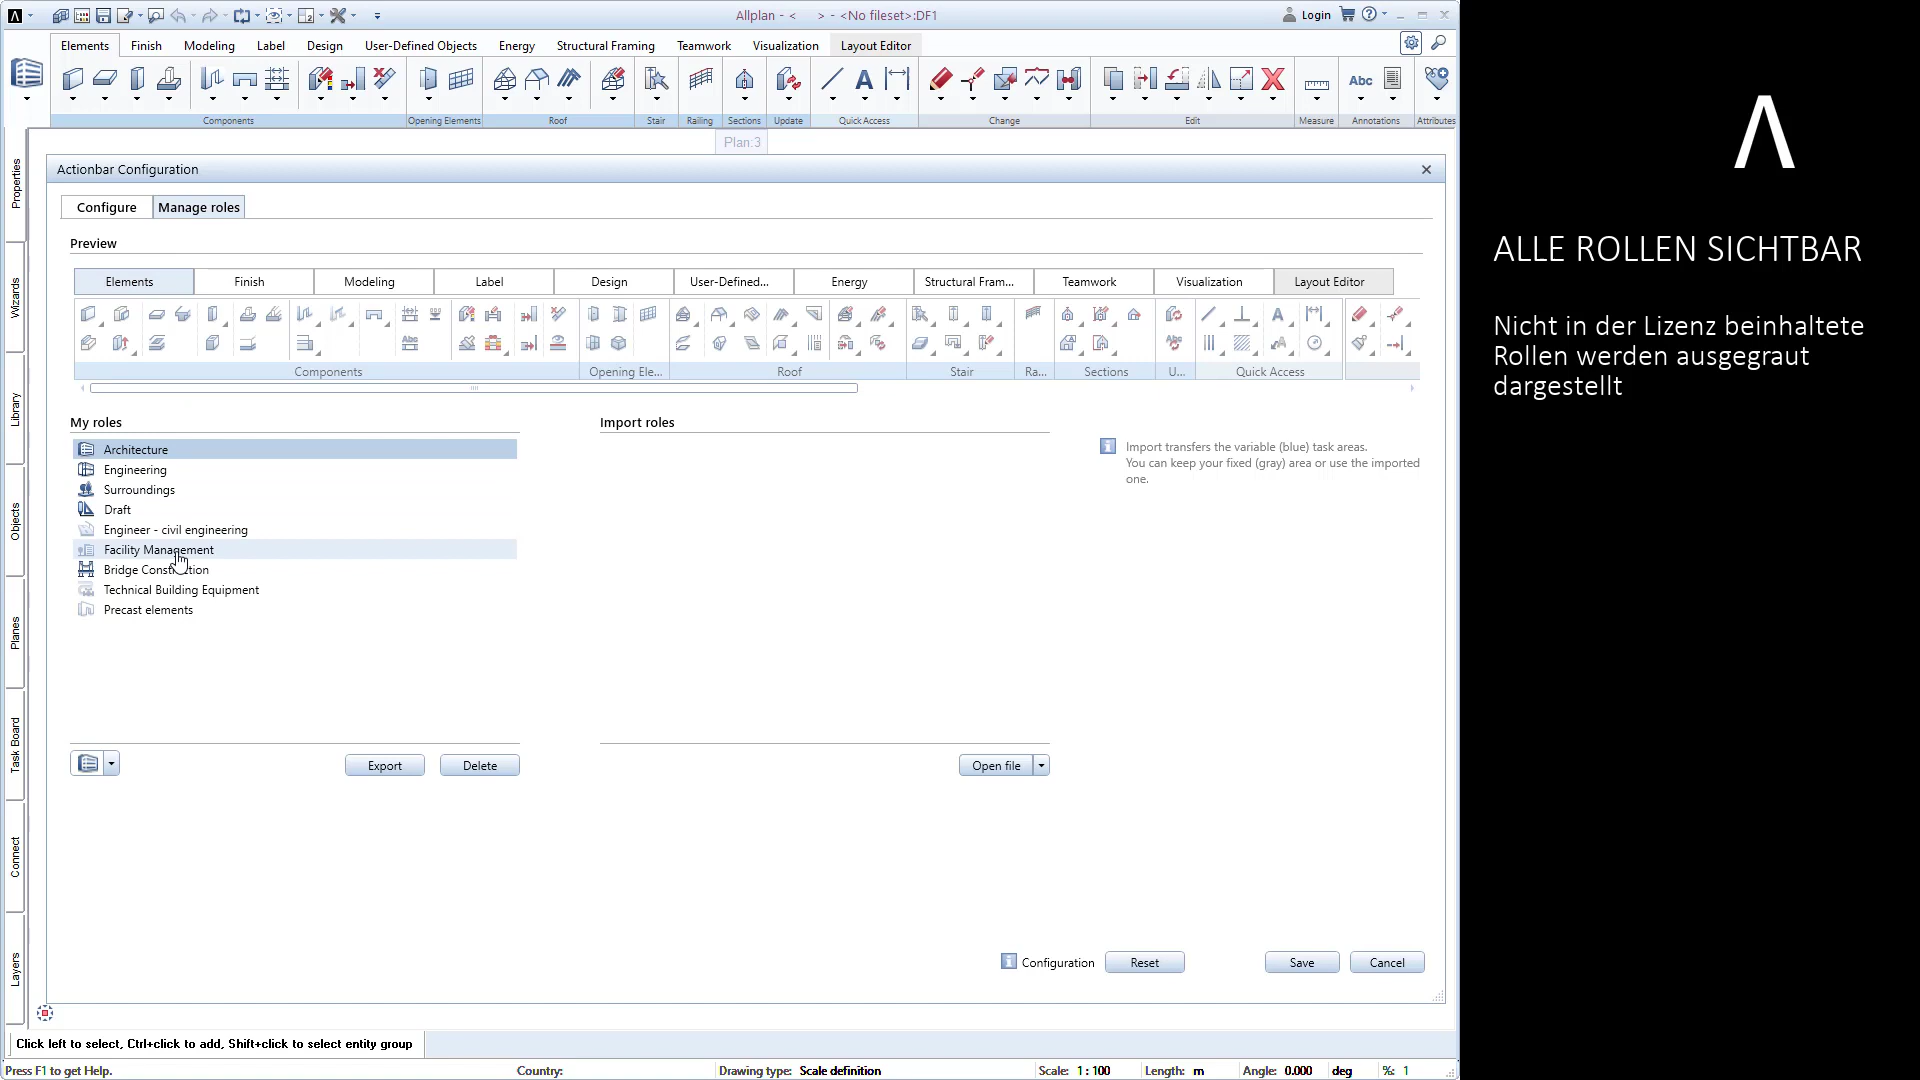 Allplan - < > - <No fileset>:DF1
Login
Elements Finish Modeling Label Design User-Defined Objects Energy Structural Framing Teamwork Visualization Layout Editor
Abc
Components Opening Elements Roof Stair Railing Sections Update Quick Access Change Edit Measure Annotations Attributes
Plan:3
Actionbar Configuration
Configure Manage roles
Preview
Elements Finish Modeling Label Design User-Defined... Energy Structural Fram... Teamwork Visualization Layout Editor
Components Opening Ele... Roof Stair Ra... Sections U... Quick Access
My roles
Architecture
Engineering
Surroundings
Draft
Engineer - civil engineering
Facility Management
Bridge Construction
Technical Building Equipment
Precast elements
Export Delete
Import roles
Open file
Import transfers the variable (blue) task areas.
You can keep your fixed (gray) area or use the imported
one.
Configuration Reset Save Cancel
Properties
Wizards
Library
Objects
Planes
Task Board
Connect
Layers
Click left to select, Ctrl+click to add, Shift+click to select entity group
Press F1 to get Help. Country: Drawing type: Scale definition Scale: 1 : 100 Length: m Angle: 0.000 deg %: 1
ALLE ROLLEN SICHTBAR
Nicht in der Lizenz beinhaltete
Rollen werden ausgegraut
dargestellt